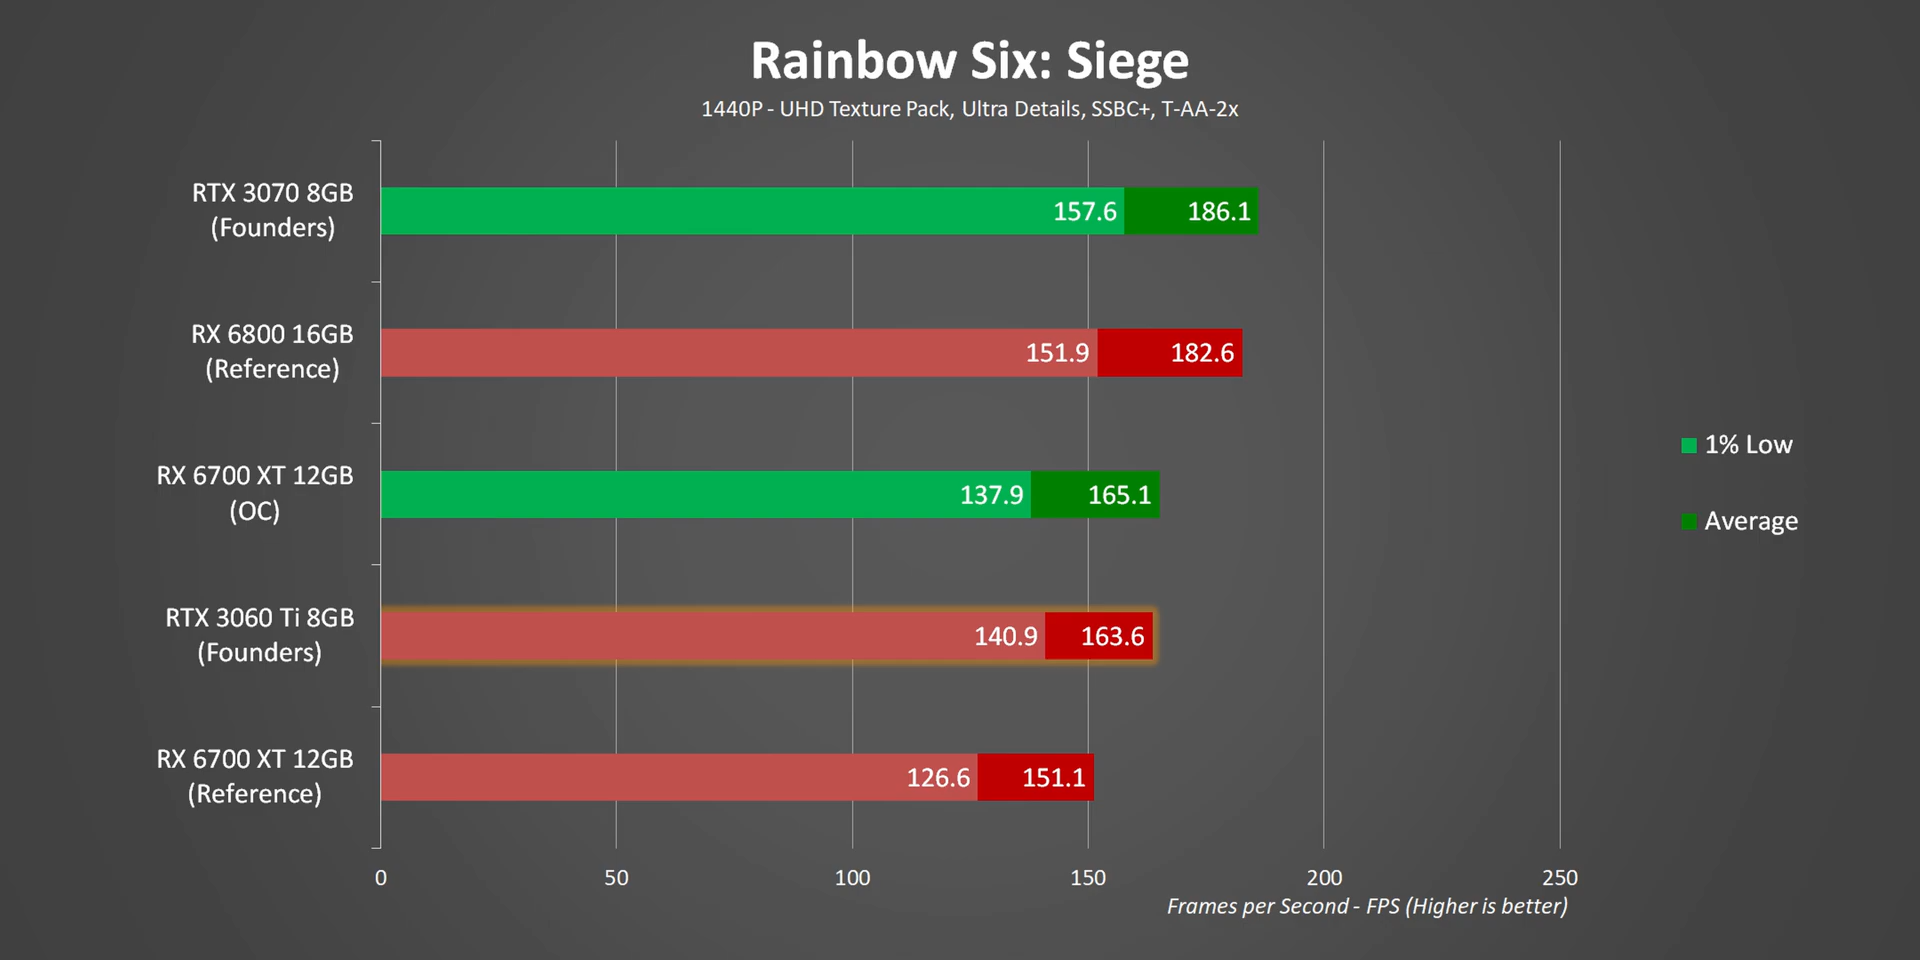 Rainbow Six: Siege
1440P - UHD Texture Pack, Ultra Details, SSBC+, T-AA-2x
RTX 3070 8GB
(Founders)
157.6
186.1
RX 6800 16GB
(Reference)
151.9
182.6
RX 6700 XT 12GB
(OC)
137.9
165.1
RTX 3060 Ti 8GB
(Founders)
140.9
163.6
RX 6700 XT 12GB
(Reference)
126.6
151.1
1% Low
Average
0
50
100
150
200
250
Frames per Second - FPS (Higher is better)